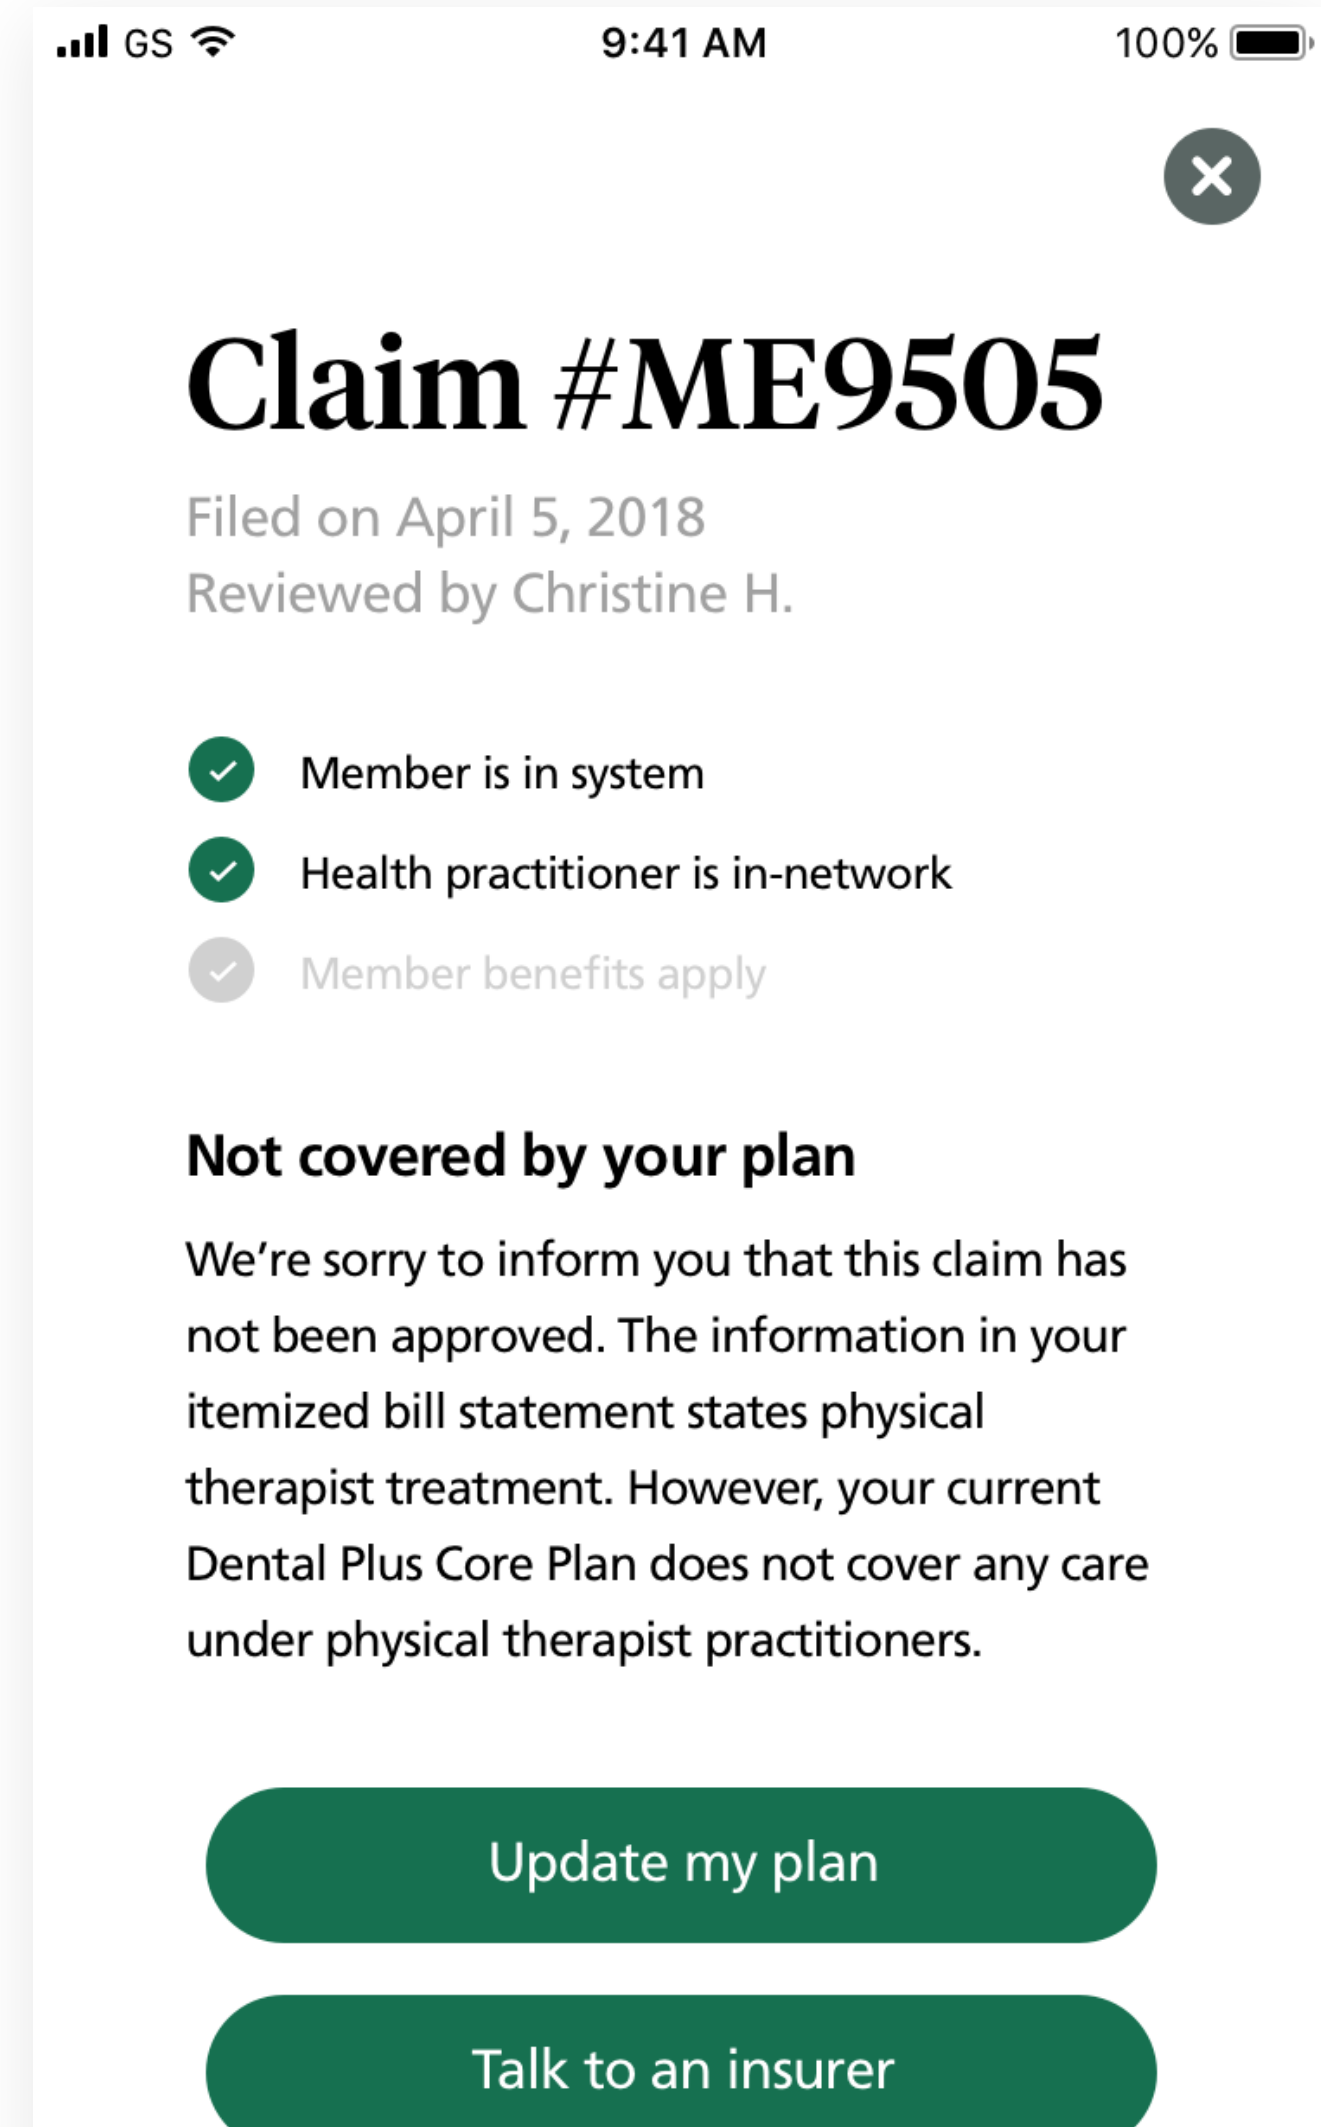 GS 9:41 AM 100%
Claim #ME9505
Filed on April 5, 2018
Reviewed by Christine H.
Member is in system
Health practitioner is in-network
Member benefits apply
Not covered by your plan
We’re sorry to inform you that this claim has
not been approved. The information in your
itemized bill statement states physical
therapist treatment. However, your current
Dental Plus Core Plan does not cover any care
under physical therapist practitioners.
Update my plan
Talk to an insurer